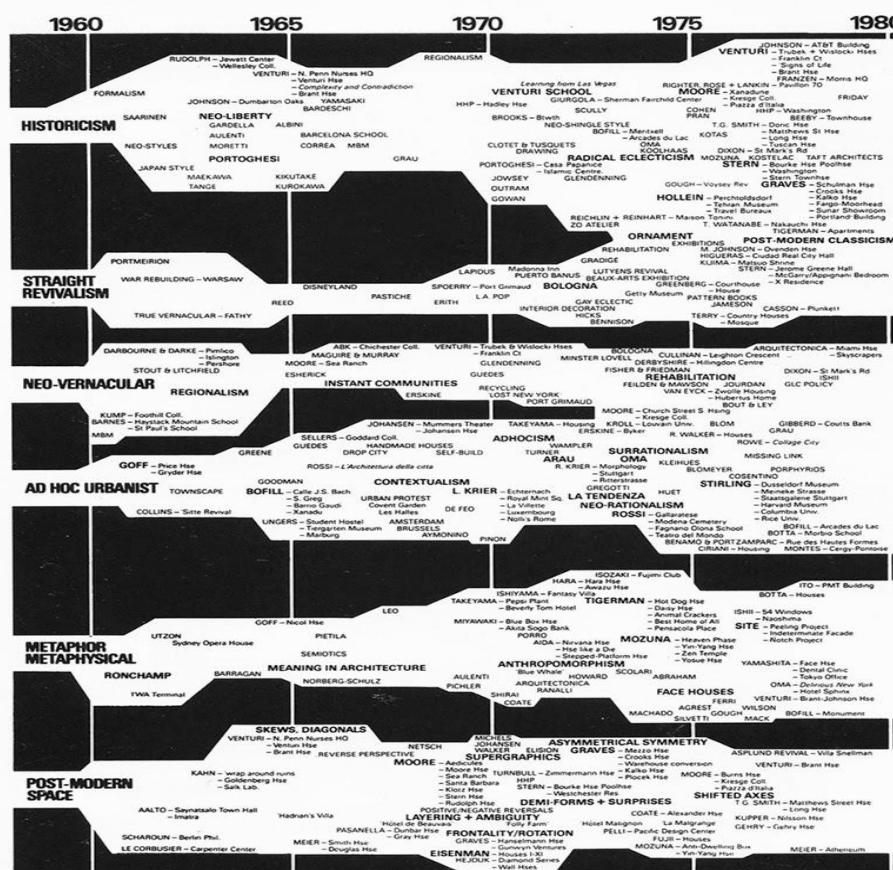 1960 1965 1970 1975 1980
JOHNSON – AT&T Building
VENTURI – Trubek + Wislocki Hses
– Franklin Ct
– 'Signs of Life
– Brant Hse
RUDOLPH – Jewett Center
– Wellesley Coll.
REGIONALISM
VENTURI – N. Penn Nurses HQ
– Venturi Hse
– Complexity and Contradiction
– Brant Hse
FRANZEN – Morris HQ
Learning from Las Vegas
RIGHTER, ROSE + LANKIN – Pavilion 70
FORMALISM
VENTURI SCHOOL
MOORE – Xanadune
– Kresge Coll.
– Piazza d'Italia
FRIDAY
JOHNSON – Dumbarton Oaks
YAMASAKI
BARDESCHI
HHP – Hadley Hse
GIURGOLA – Sherman Fairchild Center
SCULLY
COHEN
PRAN
HHP – Washington
BEEBY – Townhouse
SAARINEN
NEO-LIBERTY
GARDELLA
ALBINI
BROOKS – Btwth
NEO-SHINGLE STYLE
BOFILL – Meritxell
– Arcades du Lac
T.G. SMITH – Doric Hse
– Matthews St Hse
– Long Hse
– Tuscan Hse
KOTAS
HISTORICISM
AULENTI
BARCELONA SCHOOL
NEO-STYLES
MORETTI
CORREA
MBM
CLOTET & TUSQUETS
DRAWING
OMA
KOOLHAAS
DIXON – St Mark's Rd
PORTOGHESI
GRAU
RADICAL ECLECTICISM
MOZUNA
KOSTELAC
TAFT ARCHITECTS
JAPAN STYLE
PORTOGHESI – Casa Papanice
– Islamic Centre.
STERN – Bourke Hse Poolhse
– Washington
– Stern Townhse
MAEKAWA
KIKUTAKE
JOWSEY
GLENDENNING
TANGE
KUROKAWA
OUTRAM
GOWAN
GOUGH – Voysey Rev
GRAVES – Schulman Hse
– Crooks Hse
– Kalko Hse
– Fargo-Moorhead
– Sunar Showroom
– Portland Building
HOLLEIN – Perchtoldsdorf
– Tehran Museum
– Travel Bureaux
REICHLIN + REINHART – Maison Tonini
ZO ATELIER
T. WATANABE – Nakauchi Hse
TIGERMAN – Apartments
ORNAMENT
EXHIBITIONS
POST-MODERN CLASSICISM
REHABILITATION
M. JOHNSON – Ovenden Hse
HIGUERAS – Ciudad Real City Hall
KIJIMA – Matsuo Shrine
GRADIGÉ
STERN – Jerome Greene Hall
– McGarry/Appignani Bedroom
– X Residence
PORTMEIRION
LAPIDUS
Madonna Inn
PUERTO BANUS
LUTYENS REVIVAL
BEAUX-ARTS EXHIBITION
STRAIGHT
REVIVALISM
WAR REBUILDING – WARSAW
DISNEYLAND
SPOERRY – Port Grimaud
BOLOGNA
GREENBERG – Courthouse
– House
Getty Museum
PASTICHE
L.A. POP
PATTERN BOOKS
JAMESON
REED
ERITH
GAY ECLECTIC
INTERIOR DECORATION
HICKS
BENNISON
CASSON – Plunkett
TRUE VERNACULAR – FATHY
TERRY – Country Houses
– Mosque
ABK – Chichester Coll.
VENTURI – Trubek & Wislocki Hses
– Franklin Ct
ARQUITECTONICA – Miami Hse
– Skyscrapers
DARBOURNE & DARKE – Pimlico
– Islington
– Pershore
MAGUIRE & MURRAY
BOLOGNA
CULLINAN – Leighton Crescent
MOORE – Sea Ranch
GLENDENNING
MINSTER LOVELL
DERBYSHIRE – Hillingdon Centre
STOUT & LITCHFIELD
ESHERICK
GUEDES
FISHER & FRIEDMAN
DIXON – St Mark's Rd
ISHII
NEO-VERNACULAR
INSTANT COMMUNITIES
REHABILITATION
FEILDEN & MAWSON
JOURDAN
GLC POLICY
REGIONALISM
ERSKINE
RECYCLING
LOST NEW YORK
PORT GRIMAUD
VAN EYCK – Zwolle Housing
– Hubertus Home
BOUT & LEY
KUMP – Foothill Coll.
BARNES – Haystack Mountain School
– St Paul's School
MBM
MOORE – Church Street S. Hsing
– Kresge Coll.
JOHANSEN – Mummers Theater
– Johansen Hse
TAKEYAMA – Housing
KROLL – Louvain Univ.
BLOM
GIBBERD – Coutts Bank
ERSKINE – Byker
GRAU
SELLERS – Goddard Coll.
ADHOCISM
R. WALKER – Houses
ROWE – Collage City
GUEDES
HANDMADE HOUSES
WAMPLER
GREENE
DROP CITY
SELF-BUILD
TURNER
SURRATIONALISM
MISSING LINK
GOFF – Price Hse
– Gryder Hse
ROSSI – L'Architettura della citta
ARAU
OMA
KLEIHUES
R. KRIER – Morphology
– Stuttgart
– Ritterstrasse
BLOMEYER
PORPHYRIOS
COSENTINO
GOODMAN
CONTEXTUALISM
GREGOTTI
STIRLING – Dusseldorf Museum
– Meineke Strasse
– Staatsgalerie Stuttgart
– Harvard Museum
– Columbia Univ.
– Rice Univ.
AD HOC URBANIST
TOWNSCAPE
BOFILL – Calle J.S. Bach
– S. Greg
– Barrio Gaudi
– Xanadu
URBAN PROTEST
Covent Garden
Les Halles
L. KRIER – Echternach
– Royal Mint Sq.
– La Villette
– Luxembourg
– Nolli's Rome
LA TENDENZA
HUET
NEO-RATIONALISM
DE FEO
COLLINS – Sitte Revival
ROSSI – Gallaratese
– Modena Cemetery
– Fagnano Olona School
– Teatro del Mondo
UNGERS – Student Hostel
– Tiergarten Museum
– Marburg
AMSTERDAM
BRUSSELS
AYMONINO
BOFILL – Arcades du Lac
BOTTA – Morbio School
PINON
BENAMO & PORTZAMPARC – Rue des Hautes Formes
CIRIANI – Housing
MONTES – Cergy-Pontoise
ISOZAKI – Fujimi Club
HARA – Hara Hse
– Awazu Hse
ITO – PMT Building
ISHIYAMA – Fantasy Villa
BOTTA – Houses
TAKEYAMA – Pepsi Plant
– Beverly Tom Hotel
TIGERMAN – Hot Dog Hse
– Daisy Hse
– Animal Crackers
– Best Home of All
– Pensacola Place
LEO
ISHII – 54 Windows
– Naoshima
GOFF – Nicol Hse
MIYAWAKI – Blue Box Hse
– Akita Sogo Bank
SITE – Peeling Project
– Indeterminate Facade
– Notch Project
UTZON
Sydney Opera House
PIETILA
PORRO
AIDA – Nirvana Hse
– Hse like a Die
– Stepped-Platform Hse
MOZUNA – Heaven Phase
– Yin-Yang Hse
– Zen Temple
– Yosue Hse
METAPHOR
METAPHYSICAL
SEMIOTICS
RONCHAMP
BARRAGAN
MEANING IN ARCHITECTURE
ANTHROPOMORPHISM
'Blue Whale'
HOWARD
SCOLARI
YAMASHITA – Face Hse
– Dental Clinic
– Tokyo Office
NORBERG-SCHULZ
AULENTI
PICHLER
ARQUITECTONICA
RANALLI
ABRAHAM
OMA – Delirious New York
– Hotel Sphinx
TWA Terminal
SHIRAI
COATE
FACE HOUSES
FERRI
VENTURI – Brant-Johnson Hse
AGREST
WILSON
MACHADO
GOUGH
SILVETTI
MACK
BOFILL – Monument
SKEWS, DIAGONALS
VENTURI – N. Penn Nurses HQ
– Venturi Hse
– Brant Hse
REVERSE PERSPECTIVE
NETSCH
MICHELS
JOHANSEN
WALKER
ELISION
SUPERGRAPHICS
ASYMMETRICAL SYMMETRY
GRAVES – Mezzo Hse
– Crooks Hse
– Warehouse conversion
– Kalko Hse
– Plocek Hse
ASPLUND REVIVAL – Villa Snellman
VENTURI – Brant Hse
MOORE – Aedicules
– Moore Hse
– Sea Ranch
– Santa Barbara
– Klotz Hse
– Stern Hse
– Rudolph Hse
KAHN – 'wrap around ruins
– Goldenberg Hse
– Salk Lab.
TURNBULL – Zimmermann Hse
HHP
MOORE – Burns Hse
– Kresge Coll.
– Piazza d'Italia
POST-MODERN
SPACE
STERN – Bourke Hse Poolhse
– Westchester Res
SHIFTED AXES
DEMI-FORMS + SURPRISES
T.G. SMITH – Matthews Street Hse
– Long Hse
AALTO – Saynatsalo Town Hall
– Imatra
'Hadrian's Villa
POSITIVE/NEGATIVE REVERSALS
LAYERING + AMBIGUITY
'Hôtel de Beauvais
'Folly Farm'
COATE – Alexander Hse
KUPPER – Nilsson Hse
'Hôtel Matignon
'La Malgrange'
PASANELLA – Dunbar Hse
– Gray Hse
GEHRY – Gehry Hse
SCHAROUN – Berlin Phil.
FRONTALITY/ROTATION
PELLI – Pacific Design Center
MEIER – Smith Hse
– Douglas Hse
GRAVES – Hanselmann Hse
– Gunwyn Ventures
FUJII – Houses
LE CORBUSIER – Carpenter Center
EISENMAN – Houses I-XI
MOZUNA – Anti-Dwelling Box
– Yin-Yang Hse
MEIER – Atheneum
HEJDUK – Diamond Series
– Wall Hses